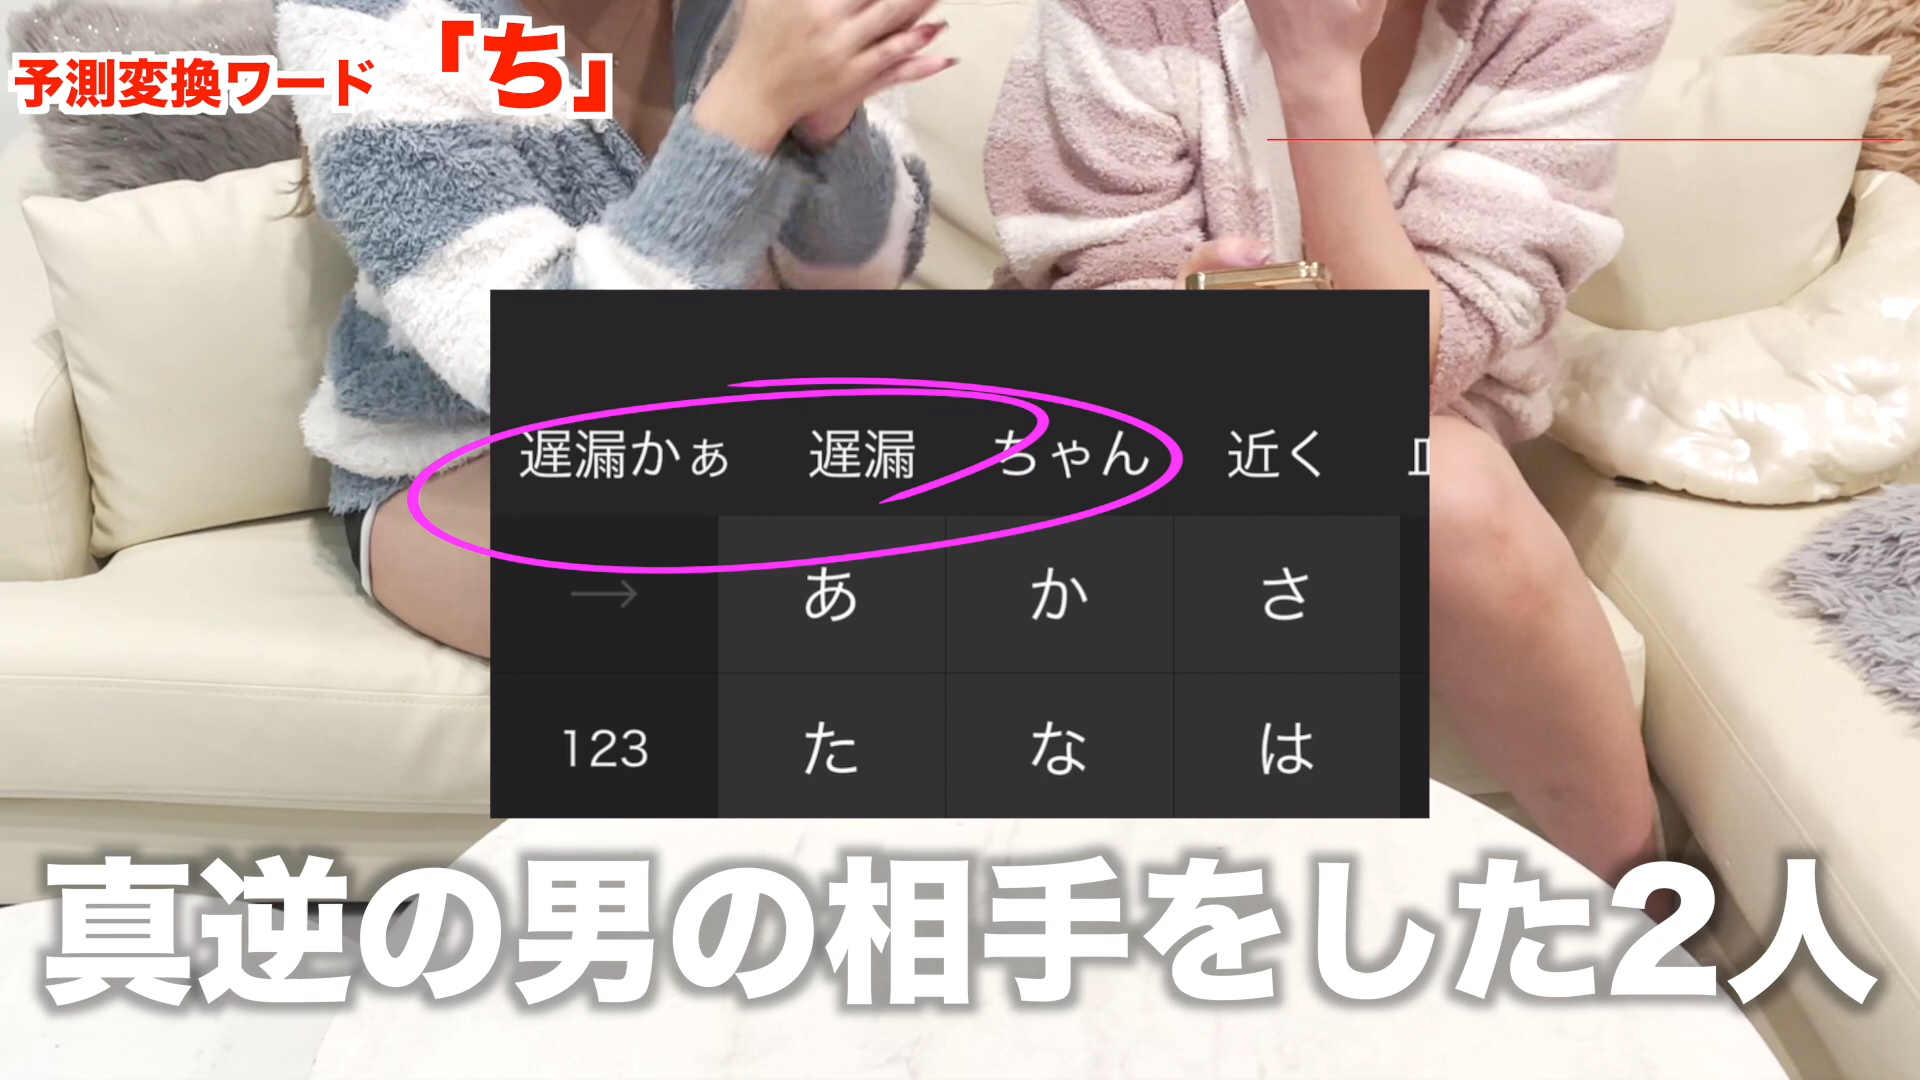 予測変換ワード「ち」
遅漏かぁ 遅漏 ちゃん 近く
→ あ か さ
123 た な は
真逆の男の相手をした2人